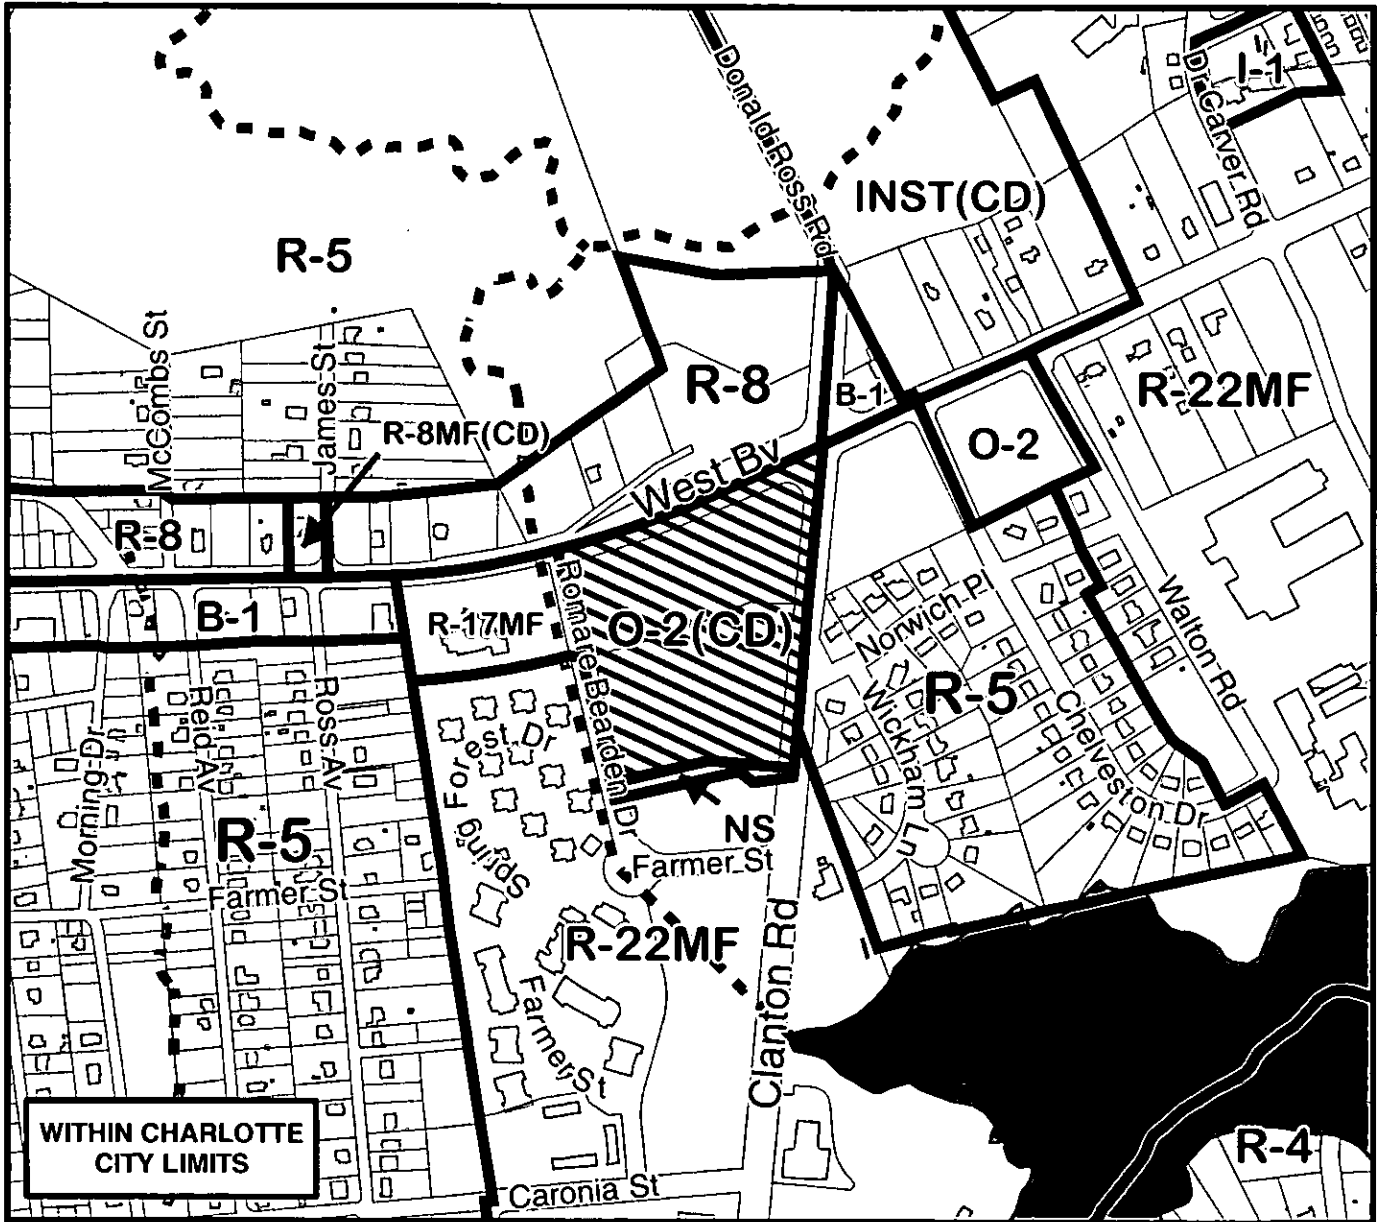 Donald Ross Rd
Dr Carver Rd
I-1
INST(CD)
R-5
McCombs St
James St
R-8MF(CD)
R-8
B-1
R-22MF
O-2
West Bv
R-8
B-1
R-17MF
Romare Bearden Dr
O-2(CD)
Norwich Pl
Walton Rd
R-5
Wickham Ln
Chelveston Dr
Morning Dr
Reid Av
Ross Av
Spring Forest Dr
NS
R-5
Farmer St
Farmer St
R-22MF
Farmer St
Clanton Rd
WITHIN CHARLOTTE
CITY LIMITS
Caronia St
R-4